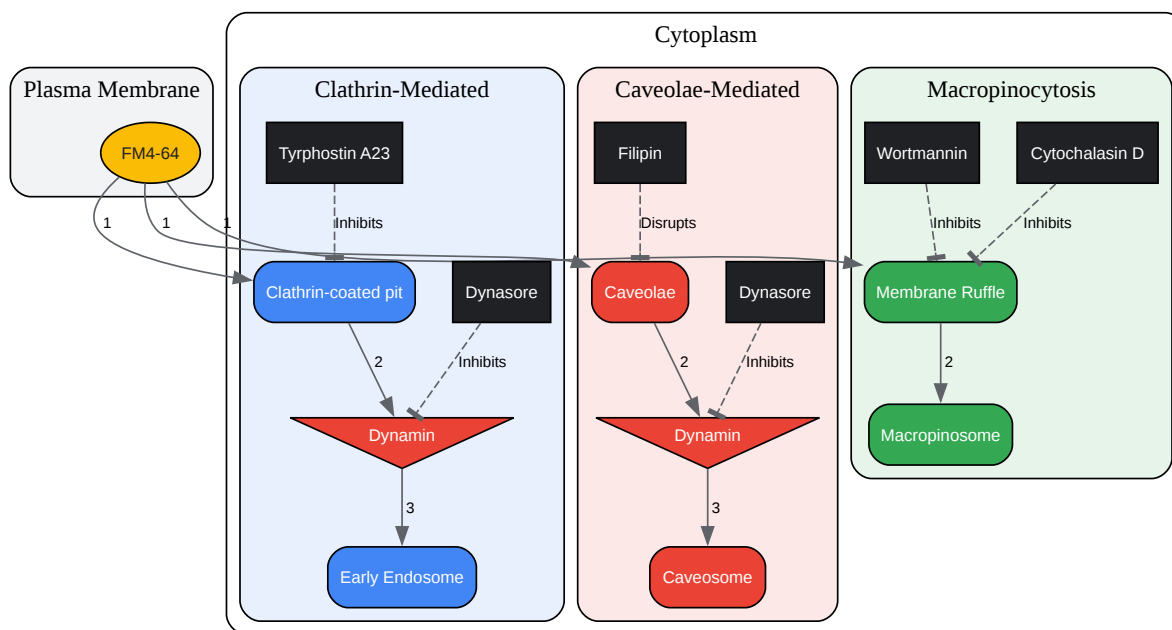 Cytoplasm
Plasma Membrane
Clathrin-Mediated
Caveolae-Mediated
Macropinocytosis
FM4-64
Tyrphostin A23
Filipin
Wortmannin
Cytochalasin D
1
1
1
Inhibits
Disrupts
Inhibits
Inhibits
Clathrin-coated pit
Dynasore
Caveolae
Dynasore
Membrane Ruffle
2
Inhibits
2
Inhibits
2
Dynamin
Dynamin
Macropinosome
3
3
Early Endosome
Caveosome